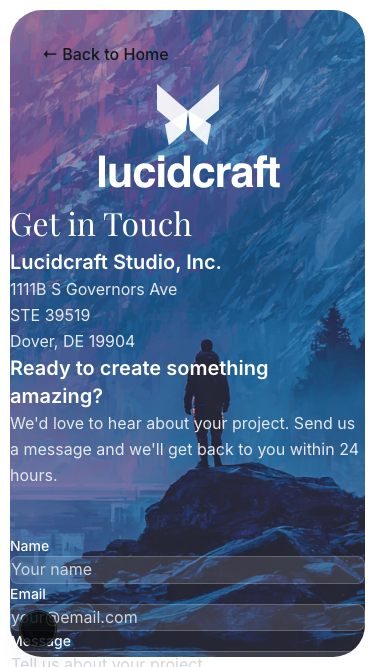 ← Back to Home
lucidcraft
Get in Touch
Lucidcraft Studio, Inc.
1111B S Governors Ave
STE 39519
Dover, DE 19904
Ready to create something
amazing?
We'd love to hear about your project. Send us
a message and we'll get back to you within 24
hours.
Name
Your name
Email
your@email.com
Message
Tell us about your project